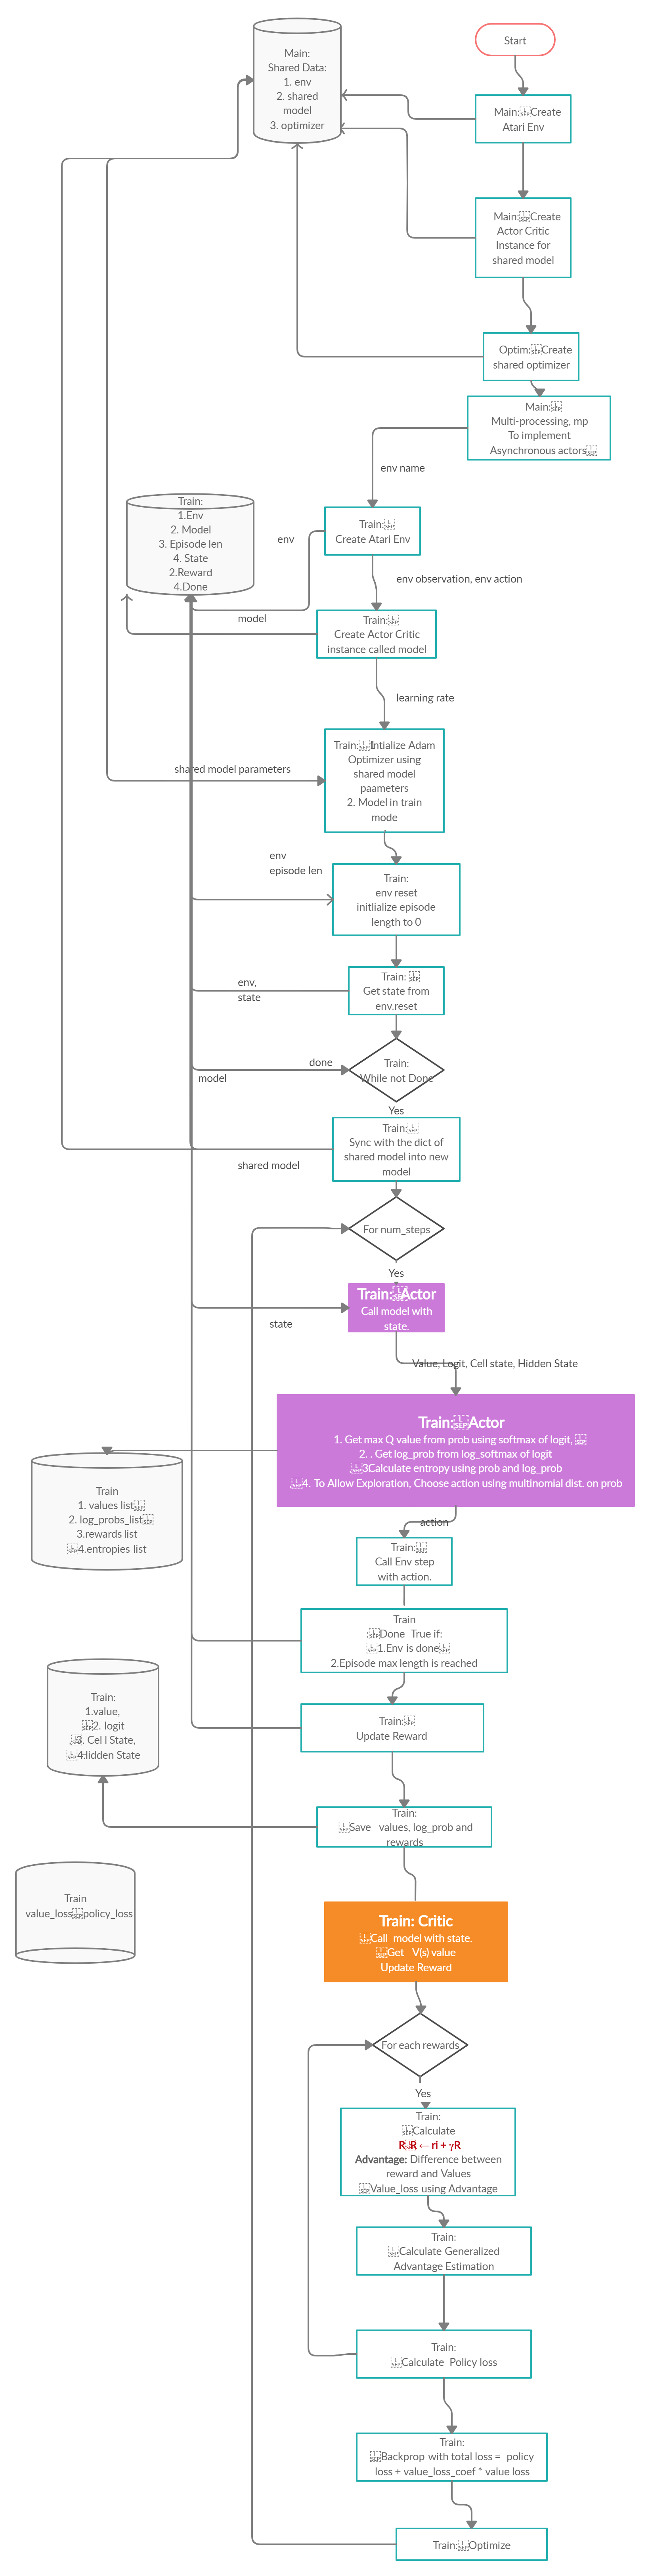 Start
Main:
Shared Data:
1. env
2. shared
model
3. optimizer
Main: Create
Atari Env
Main: Create
Actor Critic
Instance for
shared model
Optim: Create
shared optimizer
Main:
Multi-processing, mp
To implement
Asynchronous actors
env name
Train:
1.Env
2. Model
3. Episode len
4. State
2.Reward
4.Done
Train:
Create Atari Env
env
env observation, env action
model
Train:
Create Actor Critic
instance called model
learning rate
Train: 1Intialize Adam
Optimizer using
shared model
paameters
2. Model in train
mode
shared model parameters
env
episode len
Train:
env reset
initlialize episode
length to 0
Train:
Get state from
env.reset
env,
state
done
model
Train:
While not Done
Yes
Train:
Sync with the dict of
shared model into new
model
shared model
For num_steps
Yes
Train: Actor
Call model with
state.
state
Value, Logit, Cell state, Hidden State
Train: Actor
1. Get max Q value from prob using softmax of logit,
2. . Get log_prob from log_softmax of logit
3Calculate entropy using prob and log_prob
4. To Allow Exploration, Choose action using multinomial dist. on prob
Train
1. values list
2. log_probs_list
3.rewards list
4.entropies list
action
Train:
Call Env step
with action.
Train
Done True if:
1.Env is done
2.Episode max length is reached
Train:
1.value,
2. logit
3. Cel l State,
4.Hidden State
Train:
Update Reward
Train:
Save values, log_prob and
rewards
Train
value_loss policy_loss
Train: Critic
Call model with state.
Get V(s) value
Update Reward
For each rewards
Yes
Train:
Calculate
R R ← ri + γR
Advantage: Difference between
reward and Values
Value_loss using Advantage
Train:
Calculate Generalized
Advantage Estimation
Train:
Calculate Policy loss
Train:
Backprop with total loss = policy
loss + value_loss_coef * value loss
Train: Optimize